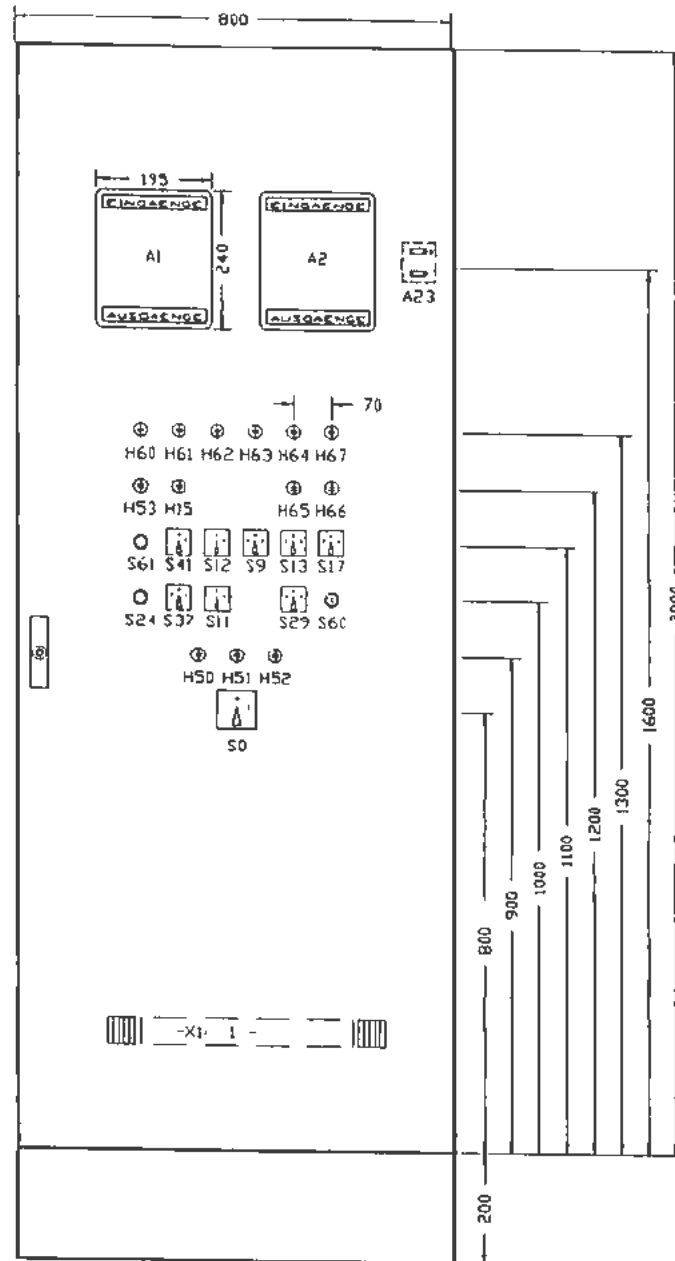 800
195
EINGAENGE EINGAENGE
A1 240 A2
A23
AUSGAENGE AUSGAENGE
70
H60 H61 H62 H63 H64 H67
H53 H15 H65 H66
S61 S41 S12 S9 S13 S17
S24 S37 S11 S29 S60
H50 H51 H52
S0
1600
1300
1200
1100
1000
900
800
-X1- 1 -
200